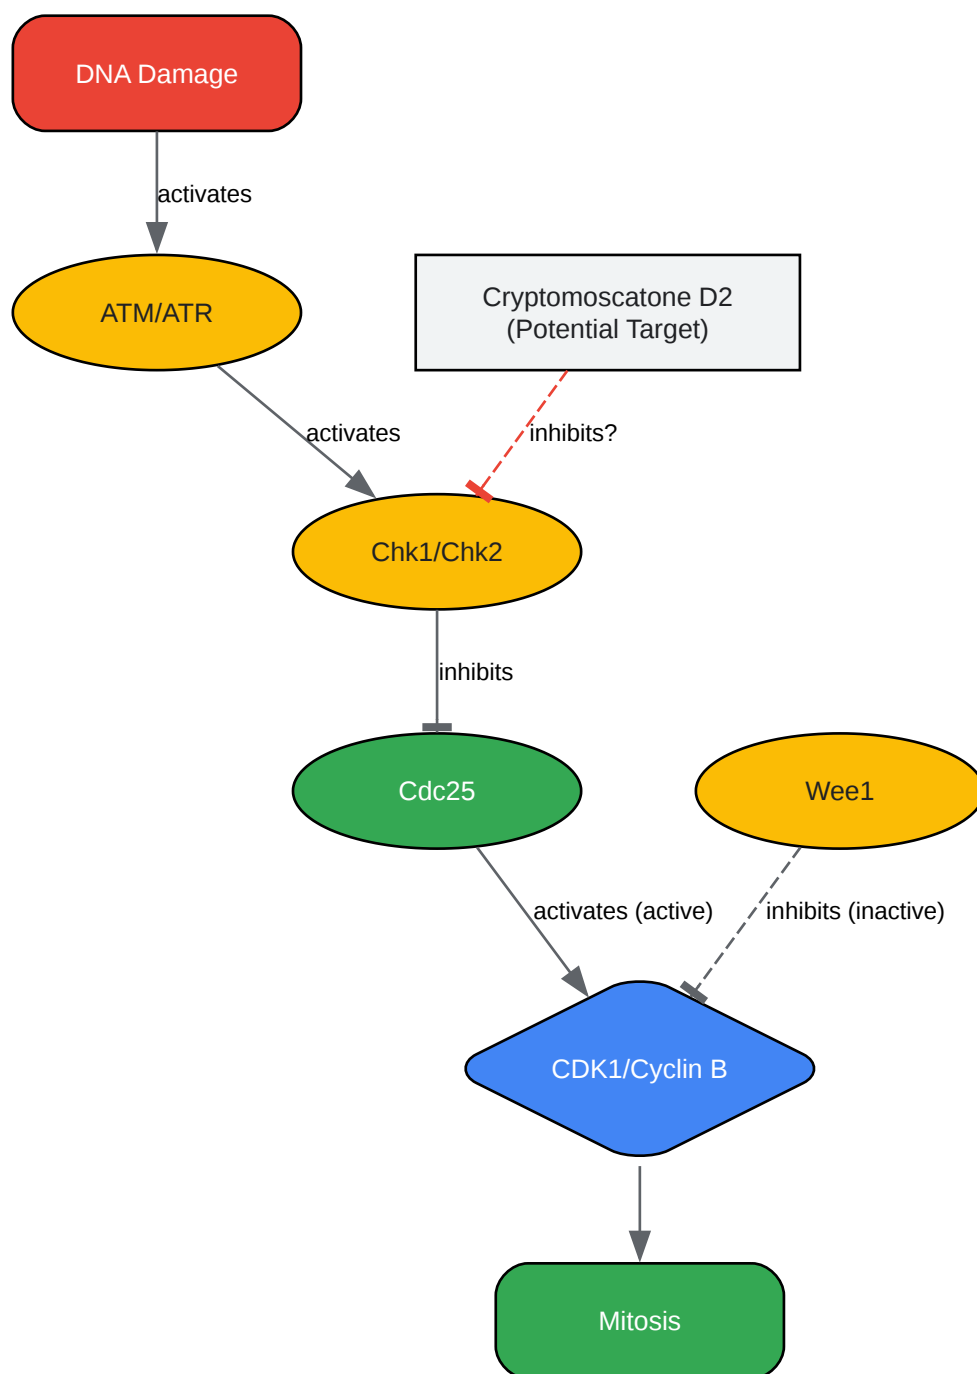 DNA Damage
activates
ATM/ATR
Cryptomoscatone D2
(Potential Target)
activates
inhibits?
Chk1/Chk2
inhibits
Cdc25
Wee1
activates (active)
inhibits (inactive)
CDK1/Cyclin B
Mitosis